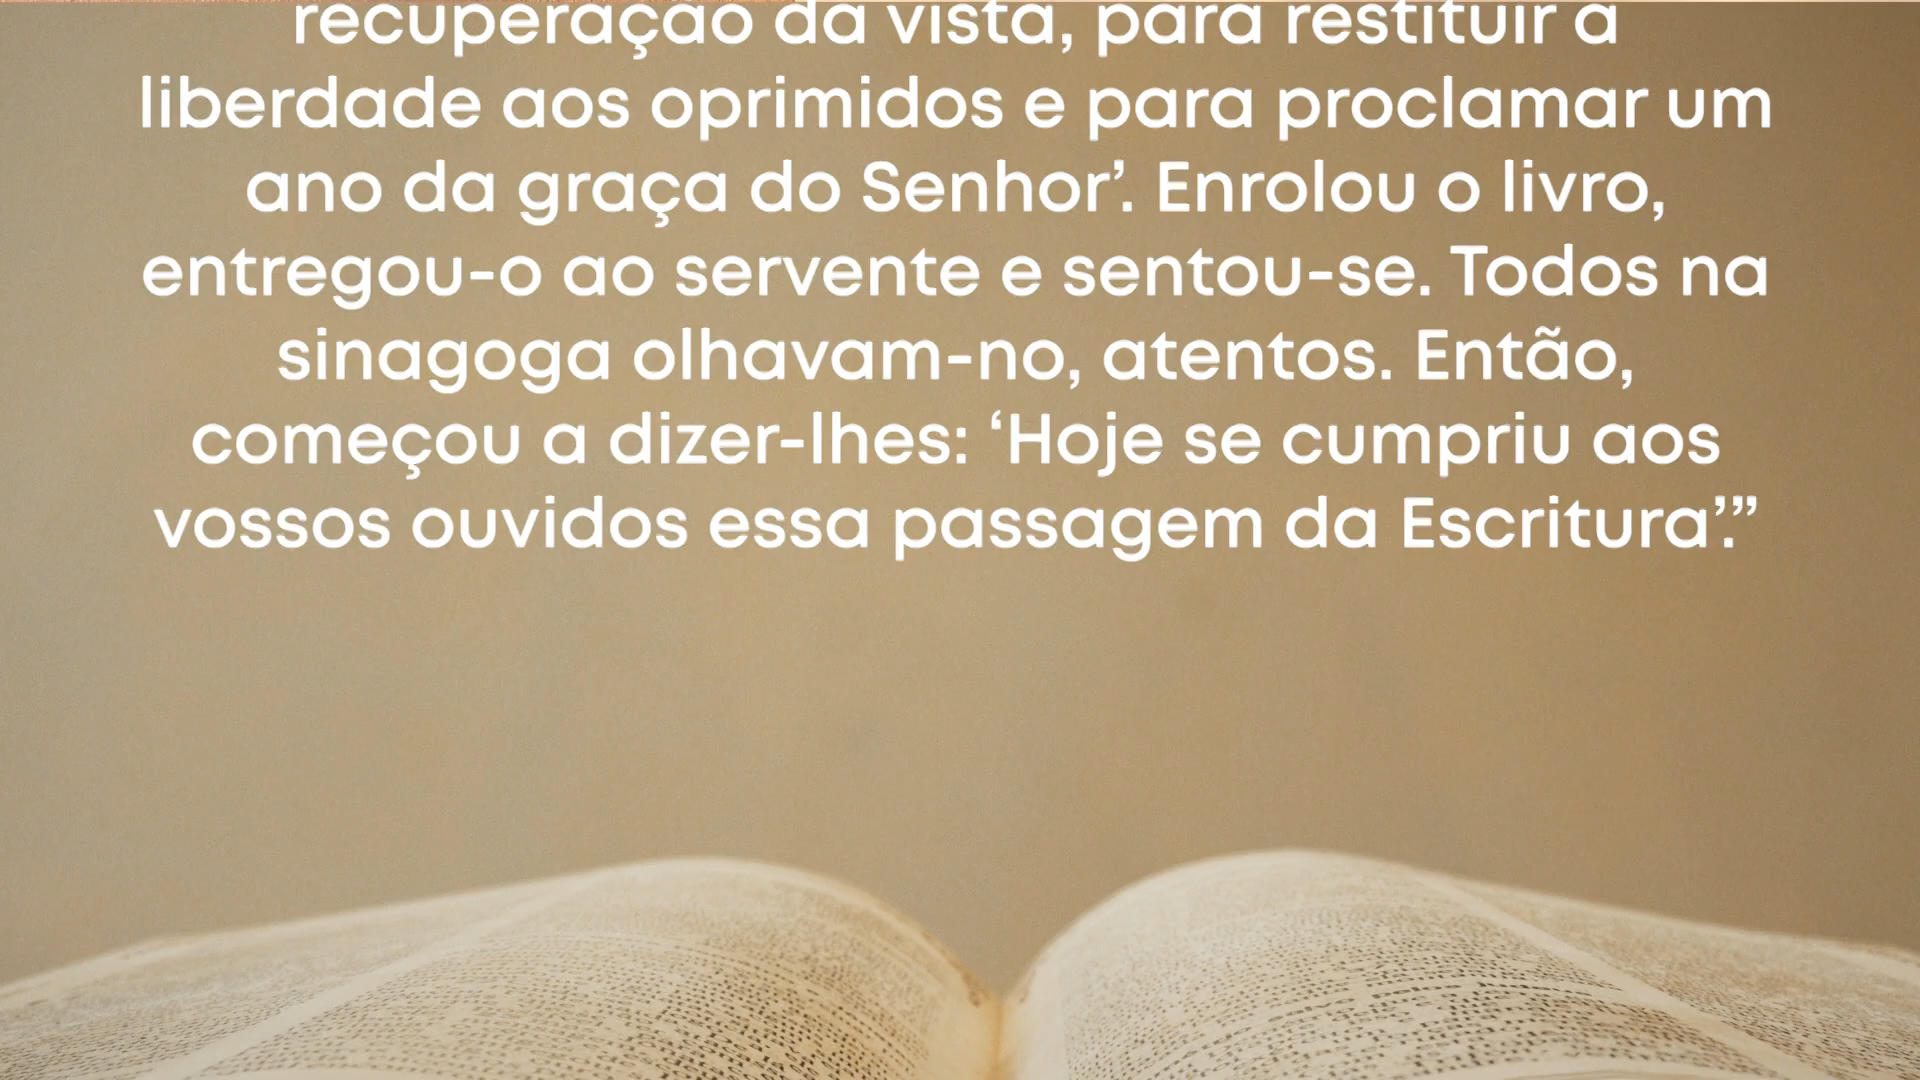 recuperação da vista, para restituir a
liberdade aos oprimidos e para proclamar um
ano da graça do Senhor’. Enrolou o livro,
entregou-o ao servente e sentou-se. Todos na
sinagoga olhavam-no, atentos. Então,
começou a dizer-lhes: ‘Hoje se cumpriu aos
vossos ouvidos essa passagem da Escritura’.”